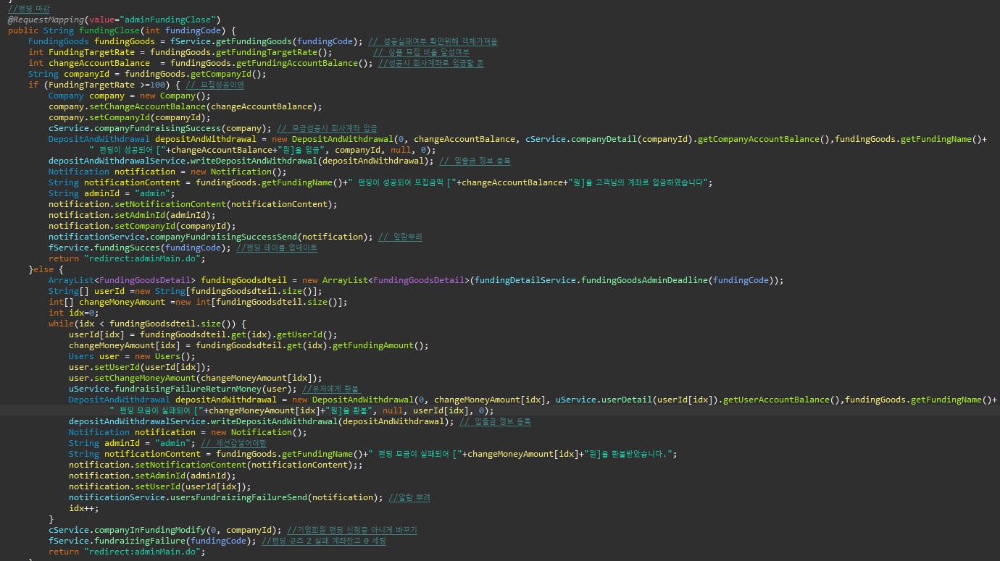 //펀딩 마감
@RequestMapping(value="adminFundingClose")
public String fundingClose(int fundingCode) {
FundingGoods fundingGoods = fService.getFundingGoods(fundingCode); // 성공실패여부 확인위해 객체가져옴
int FundingTargetRate = fundingGoods.getFundingTargetRate(); // 상품 모집 비율 달성여부
int changeAccountBalance = fundingGoods.getFundingAccountBalance(); //성공시 회사계좌로 입금할 돈
String companyId = fundingGoods.getCompanyId();
if (FundingTargetRate >=100) { // 모집성공이면
Company company = new Company();
company.setChangeAccountBalance(changeAccountBalance);
company.setCompanyId(companyId);
cService.companyFundraisingSuccess(company); // 모금성공시 회사계좌 입금
DepositAndWithdrawal depositAndWithdrawal = new DepositAndWithdrawal(0, changeAccountBalance, cService.companyDetail(companyId).getCompanyAccountBalance(),fundingGoods.getFundingName()+
" 펀딩이 성공되어 ["+changeAccountBalance+"원]을 입금", companyId, null, 0);
depositAndWithdrawalService.writeDepositAndWithdrawal(depositAndWithdrawal); // 입출금 정보 등록
Notification notification = new Notification();
String notificationContent = fundingGoods.getFundingName()+" 펀딩이 성공되어 모집금액 ["+changeAccountBalance+"원]을 고객님의 계좌로 입금하였습니다";
String adminId = "admin";
notification.setNotificationContent(notificationContent);
notification.setAdminId(adminId);
notification.setCompanyId(companyId);
notificationService.companyFundraisingSuccessSend(notification); // 알람뿌려
fService.fundingSucces(fundingCode); //펀딩 테이블 업데이트
return "redirect:adminMain.do";
}else {
ArrayList<FundingGoodsDetail> fundingGoodsdteil = new ArrayList<FundingGoodsDetail>(fundingDetailService.fundingGoodsAdminDeadline(fundingCode));
String[] userId =new String[fundingGoodsdteil.size()];
int[] changeMoneyAmount =new int[fundingGoodsdteil.size()];
int idx=0;
while(idx < fundingGoodsdteil.size()) {
userId[idx] = fundingGoodsdteil.get(idx).getUserId();
changeMoneyAmount[idx] = fundingGoodsdteil.get(idx).getFundingAmount();
Users user = new Users();
user.setUserId(userId[idx]);
user.setChangeMoneyAmount(changeMoneyAmount[idx]);
uService.fundraisingFailureReturnMoney(user); //유저에게 환불
DepositAndWithdrawal depositAndWithdrawal = new DepositAndWithdrawal(0, changeMoneyAmount[idx], uService.userDetail(userId[idx]).getUserAccountBalance(),fundingGoods.getFundingName()+
" 펀딩 모금이 실패되어 ["+changeMoneyAmount[idx]+"원]을 환불", null, userId[idx], 0);
depositAndWithdrawalService.writeDepositAndWithdrawal(depositAndWithdrawal); // 입출금 정보 등록
Notification notification = new Notification();
String adminId = "admin"; // 세션값넣어야함
String notificationContent = fundingGoods.getFundingName()+" 펀딩 모금이 실패되어 ["+changeMoneyAmount[idx]+"원]을 환불받았습니다.";
notification.setNotificationContent(notificationContent);;
notification.setAdminId(adminId);
notification.setUserId(userId[idx]);
notificationService.usersFundraizingFailureSend(notification); //알람 뿌려
idx++;
}
cService.companyInFundingModify(0, companyId); //기업회원 펀딩 신청중 아니게 바꾸기
fService.fundraizingFailure(fundingCode); //펀딩 굿즈 2 실패 계좌잔고 0 세팅
return "redirect:adminMain.do";